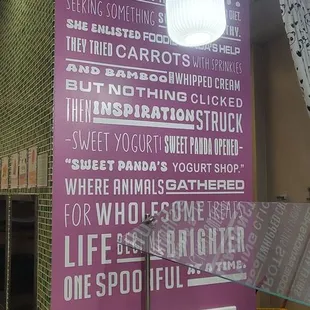 SEEKING SOMETHING
SHE ENLISTED HELP
THEY TRIED CARROTS WITH SPRINKLES
AND BAMBOO WHIPPED CREAM
BUT NOTHING CLICKED
THEN INSPIRATION STRUCK
-SWEET YOGURT! SWEET PANDA OPENED-
"SWEET PANDA'S YOGURT SHOP."
WHERE ANIMALS GATHERED
FOR WHOLESOME TREATS
LIFE BRIGHTER
ONE SPOONFUL AT A TIME.